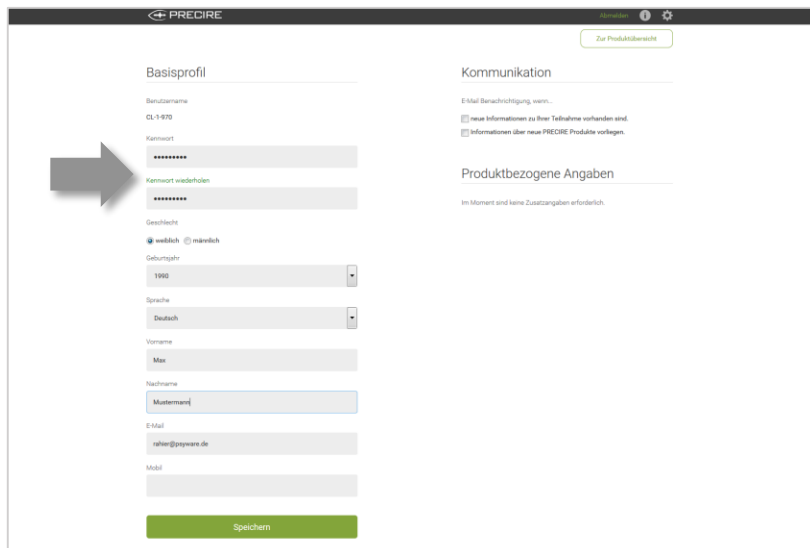 PRECIRE
Abmelden
Zur Produktübersicht
Basisprofil
Benutzername
CL-1-970
Kennwort
•••••••••
Kennwort wiederholen
•••••••••
Geschlecht
weiblich männlich
Geburtsjahr
1990
Sprache
Deutsch
Vorname
Max
Nachname
Mustermann
E-Mail
rahier@psyware.de
Mobil
Speichern
Kommunikation
E-Mail Benachrichtigung, wenn...
neue Informationen zu Ihrer Teilnahme vorhanden sind.
Informationen über neue PRECIRE Produkte vorliegen.
Produktbezogene Angaben
Im Moment sind keine Zusatzangaben erforderlich.